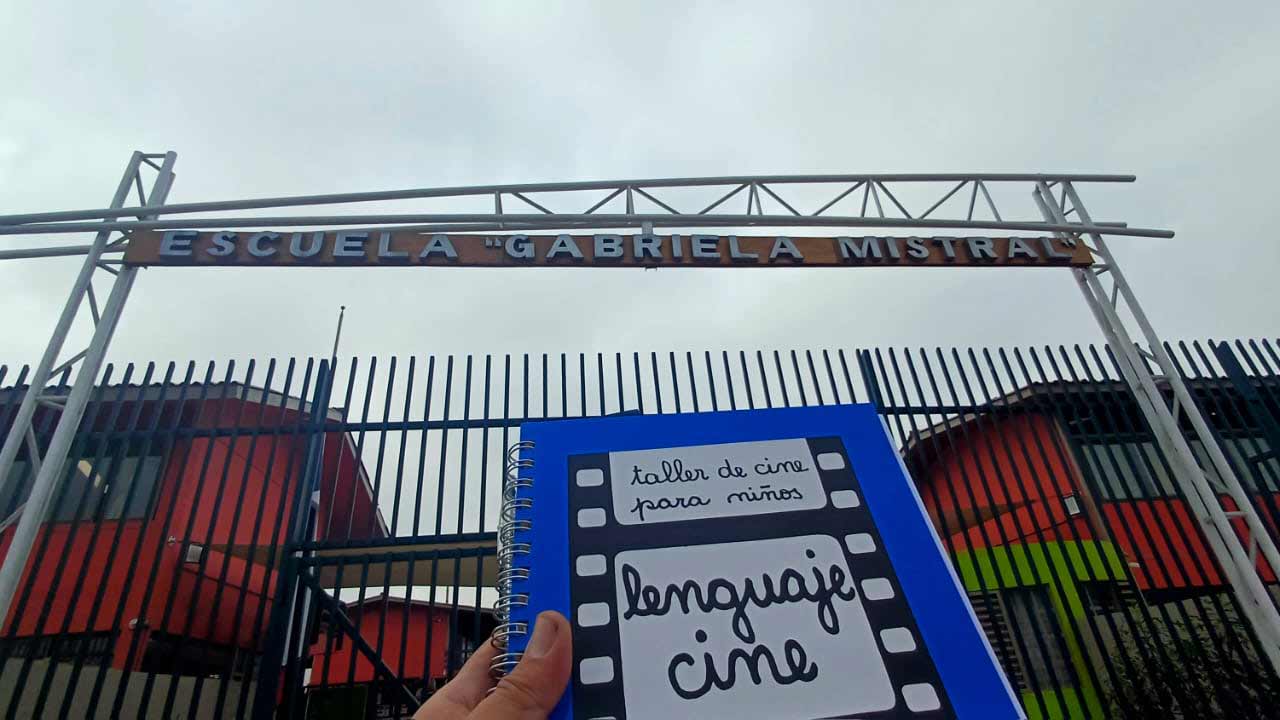 ESCUELA "GABRIELA MISTRAL"
taller de cine
para niños
lenguaje
cine